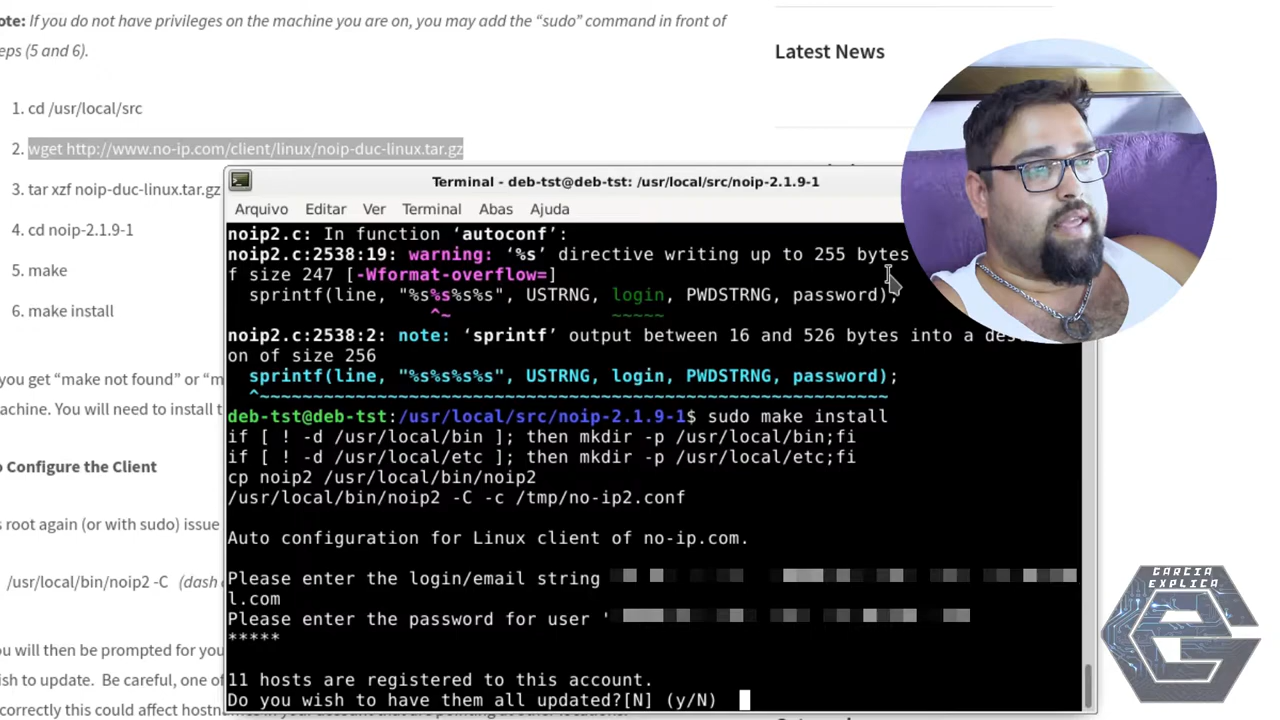 ote: If you do not have privileges on the machine you are on, you may add the “sudo” command in front of
eps (5 and 6).
1. cd /usr/local/src
2. wget http://www.no-ip.com/client/linux/noip-duc-linux.tar.gz
3. tar xzf noip-duc-linux.tar.gz
4. cd noip-2.1.9-1
5. make
6. make install
you get “make not found” or “m
achine. You will need to install t
o Configure the Client
s root again (or with sudo) issue
/usr/local/bin/noip2 -C (dash
u will then be prompted for you
ish to update. Be careful, one of
correctly this could affect hostn
Latest News
Terminal - deb-tst@deb-tst: /usr/local/src/noip-2.1.9-1
Arquivo Editar Ver Terminal Abas Ajuda
noip2.c: In function ‘autoconf’:
noip2.c:2538:19: warning: ‘%s’ directive writing up to 255 bytes
f size 247 [-Wformat-overflow=]
sprintf(line, "%s%s%s%s", USTRNG, login, PWDSTRNG, password);
^~ ~~~~~
noip2.c:2538:2: note: ‘sprintf’ output between 16 and 526 bytes into a des
on of size 256
sprintf(line, "%s%s%s%s", USTRNG, login, PWDSTRNG, password);
^~~~~~~~~~~~~~~~~~~~~~~~~~~~~~~~~~~~~~~~~~~~~~~~~~~~~~~~~~~~
deb-tst@deb-tst:/usr/local/src/noip-2.1.9-1$ sudo make install
if [ ! -d /usr/local/bin ]; then mkdir -p /usr/local/bin;fi
if [ ! -d /usr/local/etc ]; then mkdir -p /usr/local/etc;fi
cp noip2 /usr/local/bin/noip2
/usr/local/bin/noip2 -C -c /tmp/no-ip2.conf
Auto configuration for Linux client of no-ip.com.
Please enter the login/email string
l.com
Please enter the password for user '
*****
11 hosts are registered to this account.
Do you wish to have them all updated?[N] (y/N)
GARCIA
EXPLICA